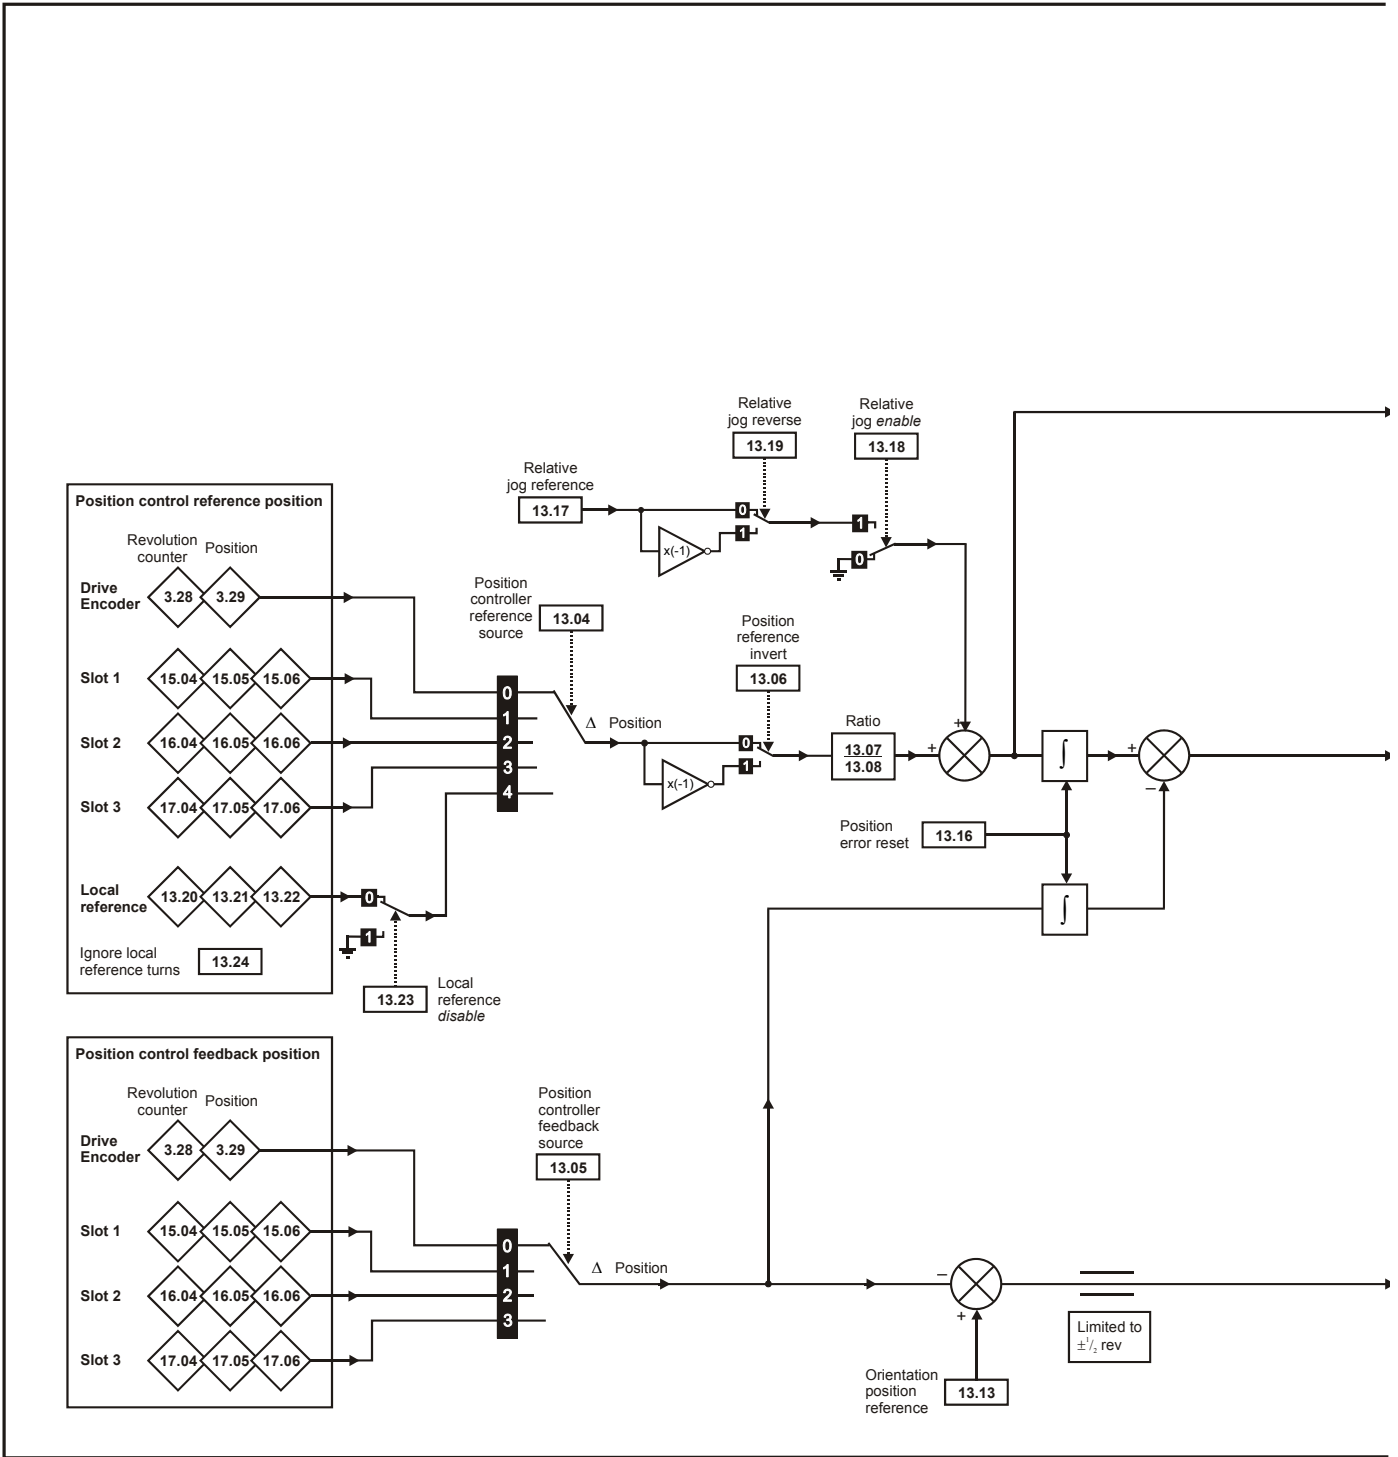 Relative
jog reverse
13.19
Relative
jog enable
13.18
Relative
jog reference
13.17
0
1
x(-1)
1
0
Position control reference position
Revolution
counter
Position
Drive
Encoder
3.28
3.29
Slot 1
15.04
15.05
15.06
Slot 2
16.04
16.05
16.06
Slot 3
17.04
17.05
17.06
Local
reference
13.20
13.21
13.22
Ignore local
reference turns
13.24
0
1
13.23
Local
reference
disable
Position
controller
reference
source
13.04
0
1
2
3
4
Δ Position
Position
reference
invert
13.06
0
1
x(-1)
Ratio
13.07
13.08
+
+
∫
+
−
Position
error reset
13.16
∫
Position control feedback position
Revolution
counter
Position
Drive
Encoder
3.28
3.29
Slot 1
15.04
15.05
15.06
Slot 2
16.04
16.05
16.06
Slot 3
17.04
17.05
17.06
Position
controller
feedback
source
13.05
0
1
2
3
Δ Position
−
+
Limited to
±1/2 rev
Orientation
position
reference
13.13